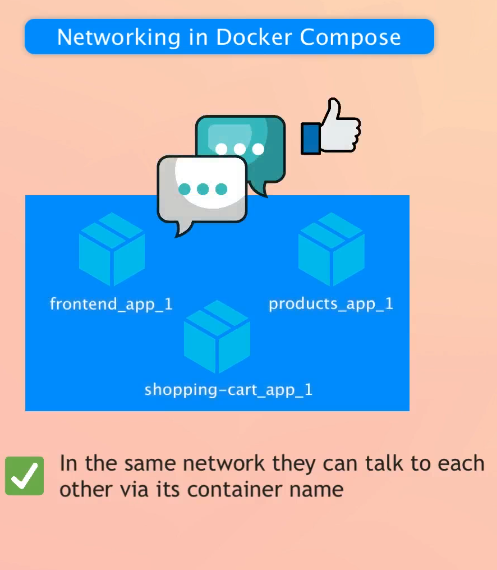 Networking in Docker Compose
frontend_app_1
products_app_1
shopping-cart_app_1
In the same network they can talk to each
other via its container name